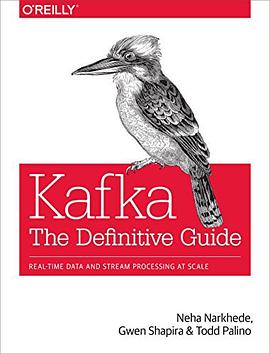 O'REILLY®
Kafka
The Definitive Guide
REAL-TIME DATA AND STREAM PROCESSING AT SCALE
Neha Narkhede,
Gwen Shapira & Todd Palino